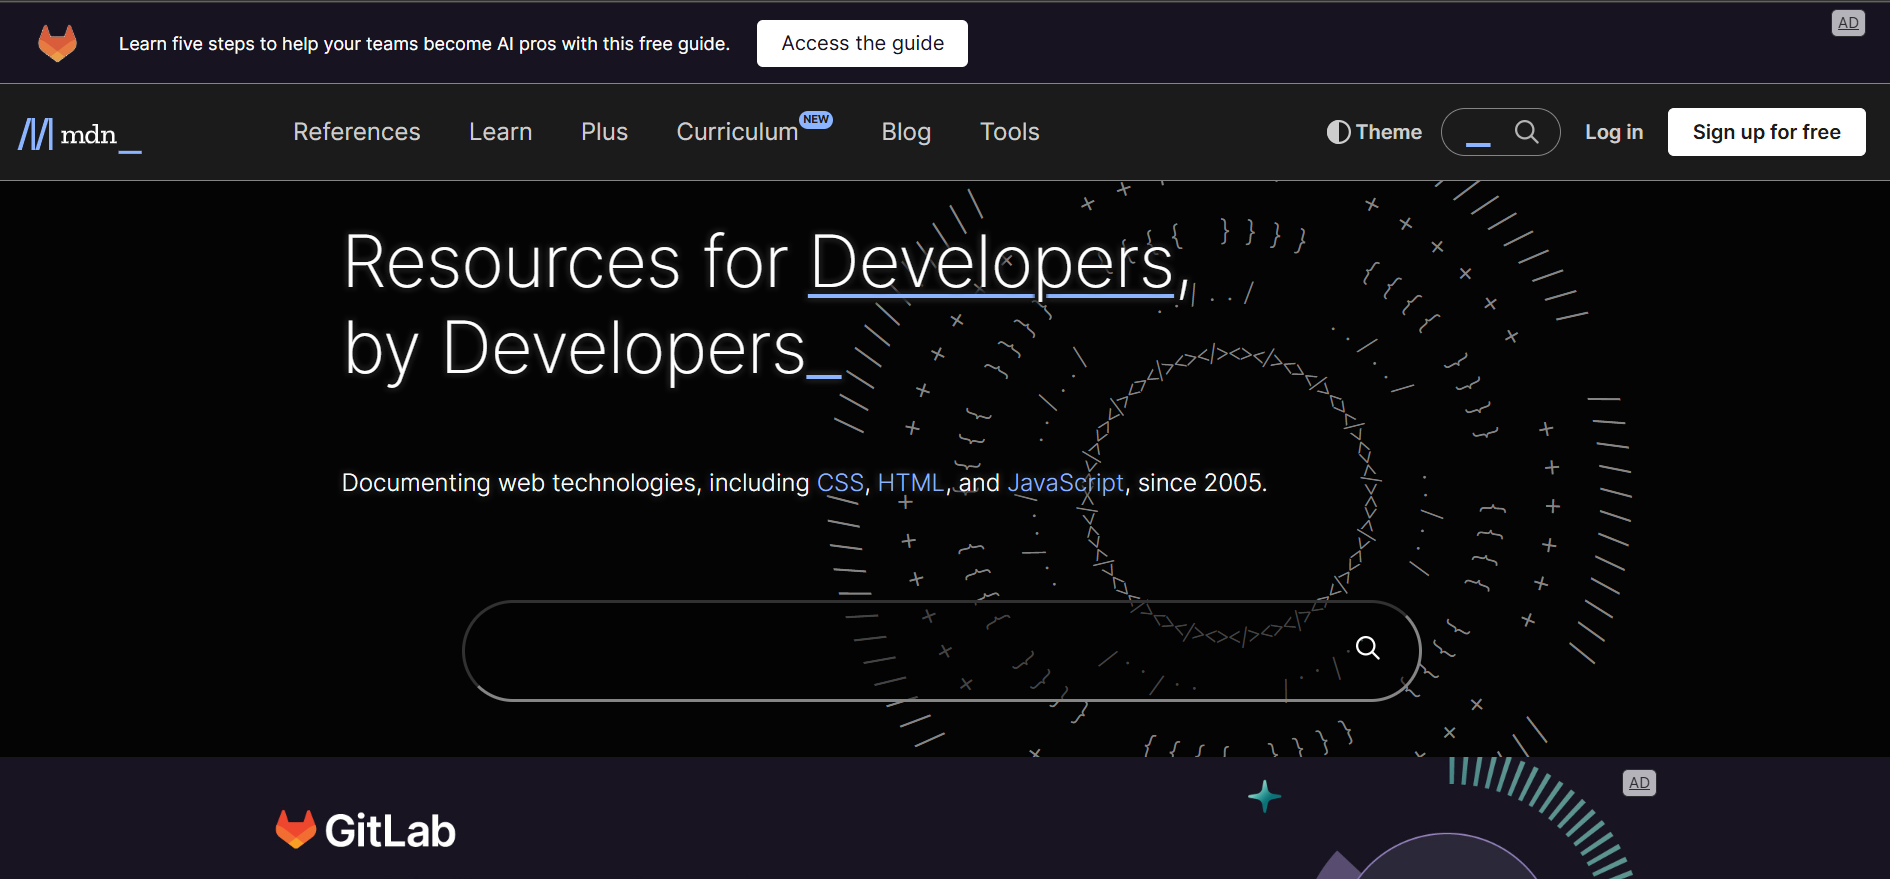 Learn five steps to help your teams become AI pros with this free guide.
Access the guide
AD
mdn_
References
Learn
Plus
Curriculum NEW
Blog
Tools
Theme
_
Log in
Sign up for free
Resources for Developers,
by Developers_
Documenting web technologies, including CSS, HTML, and JavaScript, since 2005.
AD
GitLab